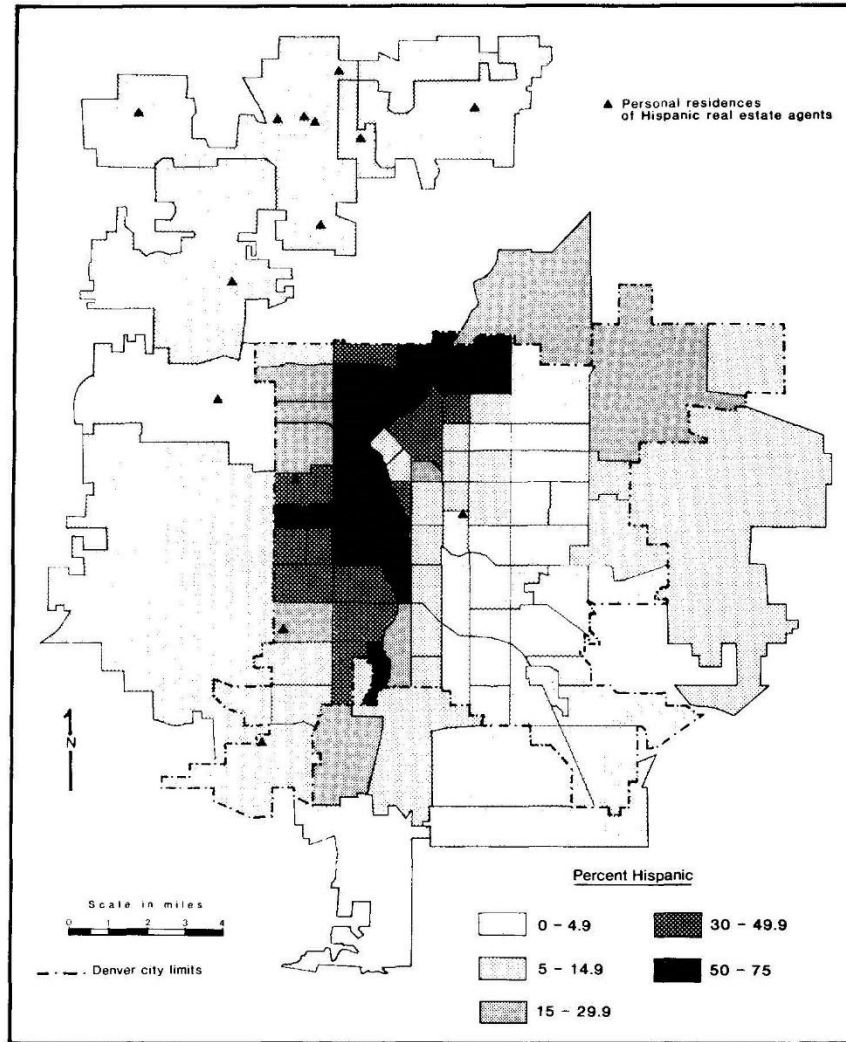 ▲ Personal residences
of Hispanic real estate agents
N
Scale in miles
0 1 2 3 4
Denver city limits
Percent Hispanic
0 - 4.9
5 - 14.9
15 - 29.9
30 - 49.9
50 - 75